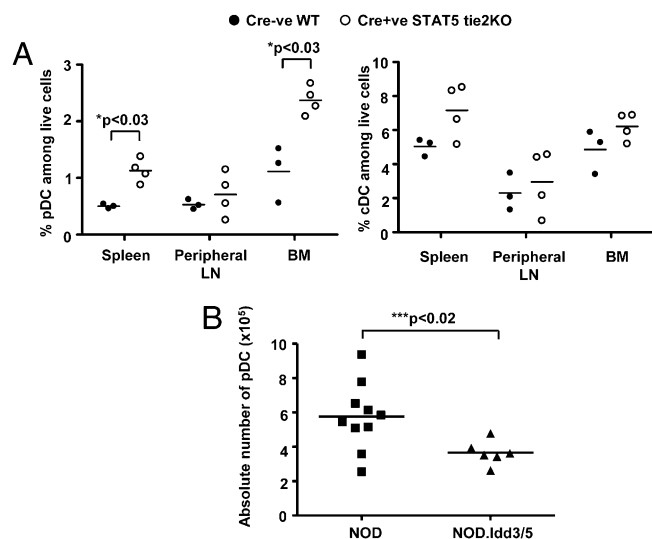 Cre-ve WT Cre+ve STAT5 tie2KO
A
% pDC among live cells
3
2
1
0
*p<0.03
*p<0.03
Spleen
Peripheral
LN
BM
% cDC among live cells
10
8
6
4
2
0
Spleen
Peripheral
LN
BM
B
Absolute number of pDC (x10⁵)
10
8
6
4
2
0
***p<0.02
NOD
NOD.Idd3/5